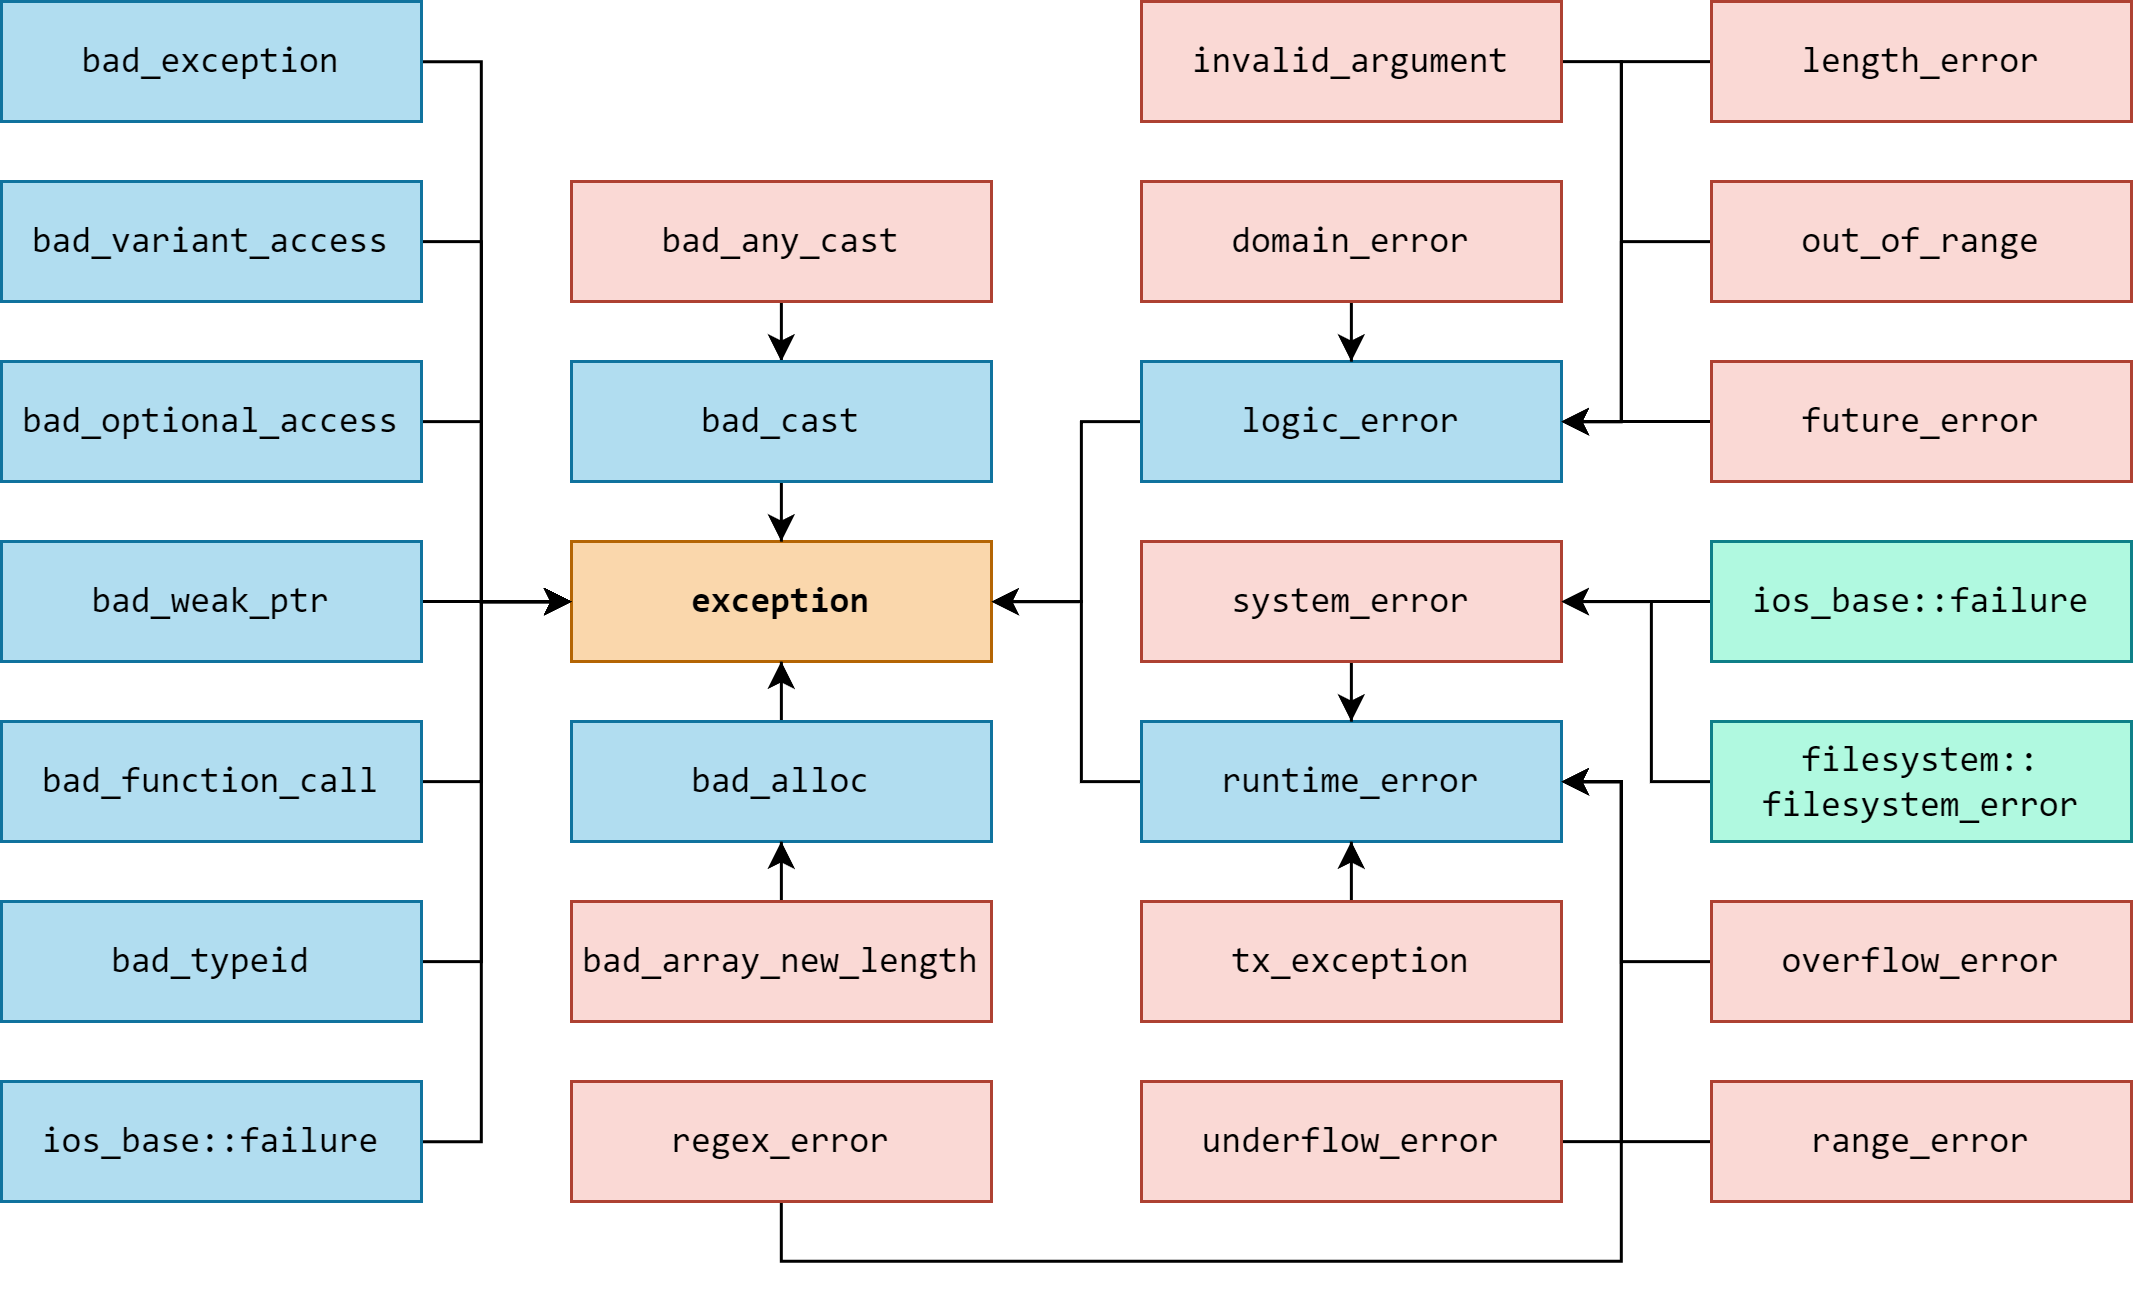 bad_exception
invalid_argument
length_error
bad_variant_access
bad_any_cast
domain_error
out_of_range
bad_optional_access
bad_cast
logic_error
future_error
bad_weak_ptr
exception
system_error
ios_base::failure
bad_function_call
bad_alloc
runtime_error
filesystem::
filesystem_error
bad_typeid
bad_array_new_length
tx_exception
overflow_error
ios_base::failure
regex_error
underflow_error
range_error